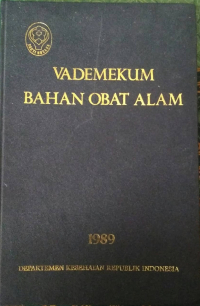 VADEMEKUM
BAHAN OBAT ALAM
1989
DEPARTEMEN KESEHATAN REPUBLIK INDONESIA